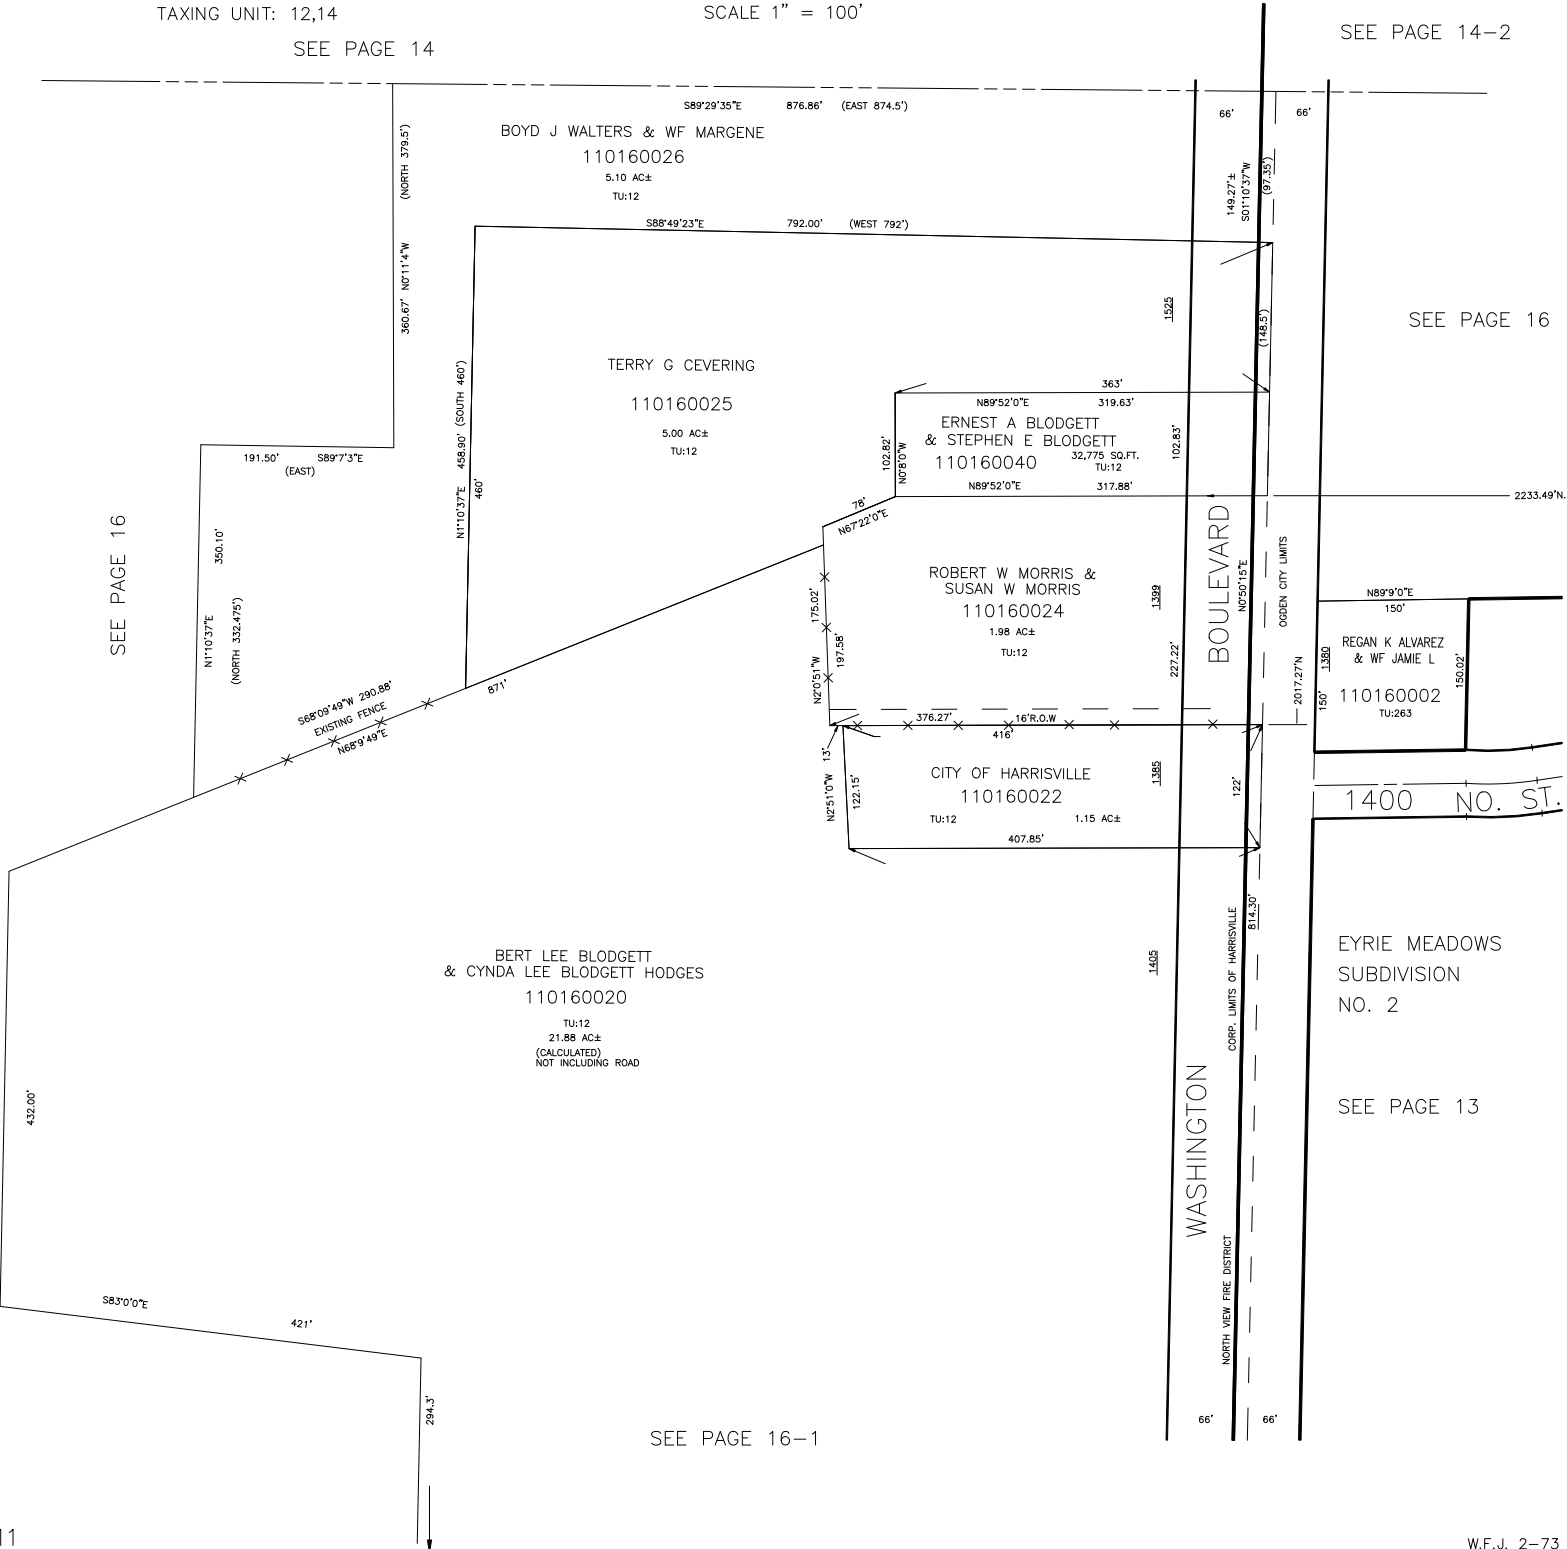 TAXING UNIT: 12,14
SCALE 1" = 100'
SEE PAGE 14
SEE PAGE 14-2
S89°29'35"E 876.86' (EAST 874.5')
66' 66'
BOYD J WALTERS & WF MARGENE
110160026
5.10 AC±
TU:12
(NORTH 379.5')
360.67' N0°11'4"W
149.27'±
S01°10'37"W
(97.35')
S88°49'23"E 792.00' (WEST 792')
1525
(148.5')
SEE PAGE 16
TERRY G CEVERING
110160025
5.00 AC±
TU:12
N1°10'37"E 458.90' (SOUTH 460')
460'
363'
N89°52'0"E 319.63'
ERNEST A BLODGETT
& STEPHEN E BLODGETT
110160040
32,775 SQ.FT.
TU:12
102.82'
N0°8'0"W
102.83'
N89°52'0"E 317.88'
2233.49'N.
191.50' S89°7'3"E
(EAST)
SEE PAGE 16
350.10'
N1°10'37"E
(NORTH 332.475')
78'
N67°22'0"E
BOULEVARD
N0°50'15"E
OGDEN CITY LIMITS
ROBERT W MORRIS &
SUSAN W MORRIS
110160024
1.98 AC±
TU:12
1399
175.02'
197.58'
N2°0'51"W
227.22'
N89°9'0"E
150'
REGAN K ALVAREZ
& WF JAMIE L
110160002
TU:263
1380
150'
150.02'
2017.27'N
S68°09'49"W 290.88'
EXISTING FENCE
N68°9'49"E
871'
376.27' 16'R.O.W
416'
13'
CITY OF HARRISVILLE
110160022
TU:12 1.15 AC±
1385
N2°51'0"W
122.15'
122'
407.85'
1400 NO. ST.
BERT LEE BLODGETT
& CYNDA LEE BLODGETT HODGES
110160020
TU:12
21.88 AC±
(CALCULATED)
NOT INCLUDING ROAD
1405
814.30'
CORP. LIMITS OF HARRISVILLE
EYRIE MEADOWS
SUBDIVISION
NO. 2
SEE PAGE 13
432.00'
WASHINGTON
NORTH VIEW FIRE DISTRICT
S83°0'0"E
421'
294.3'
66' 66'
SEE PAGE 16-1
11
W.F.J. 2-73